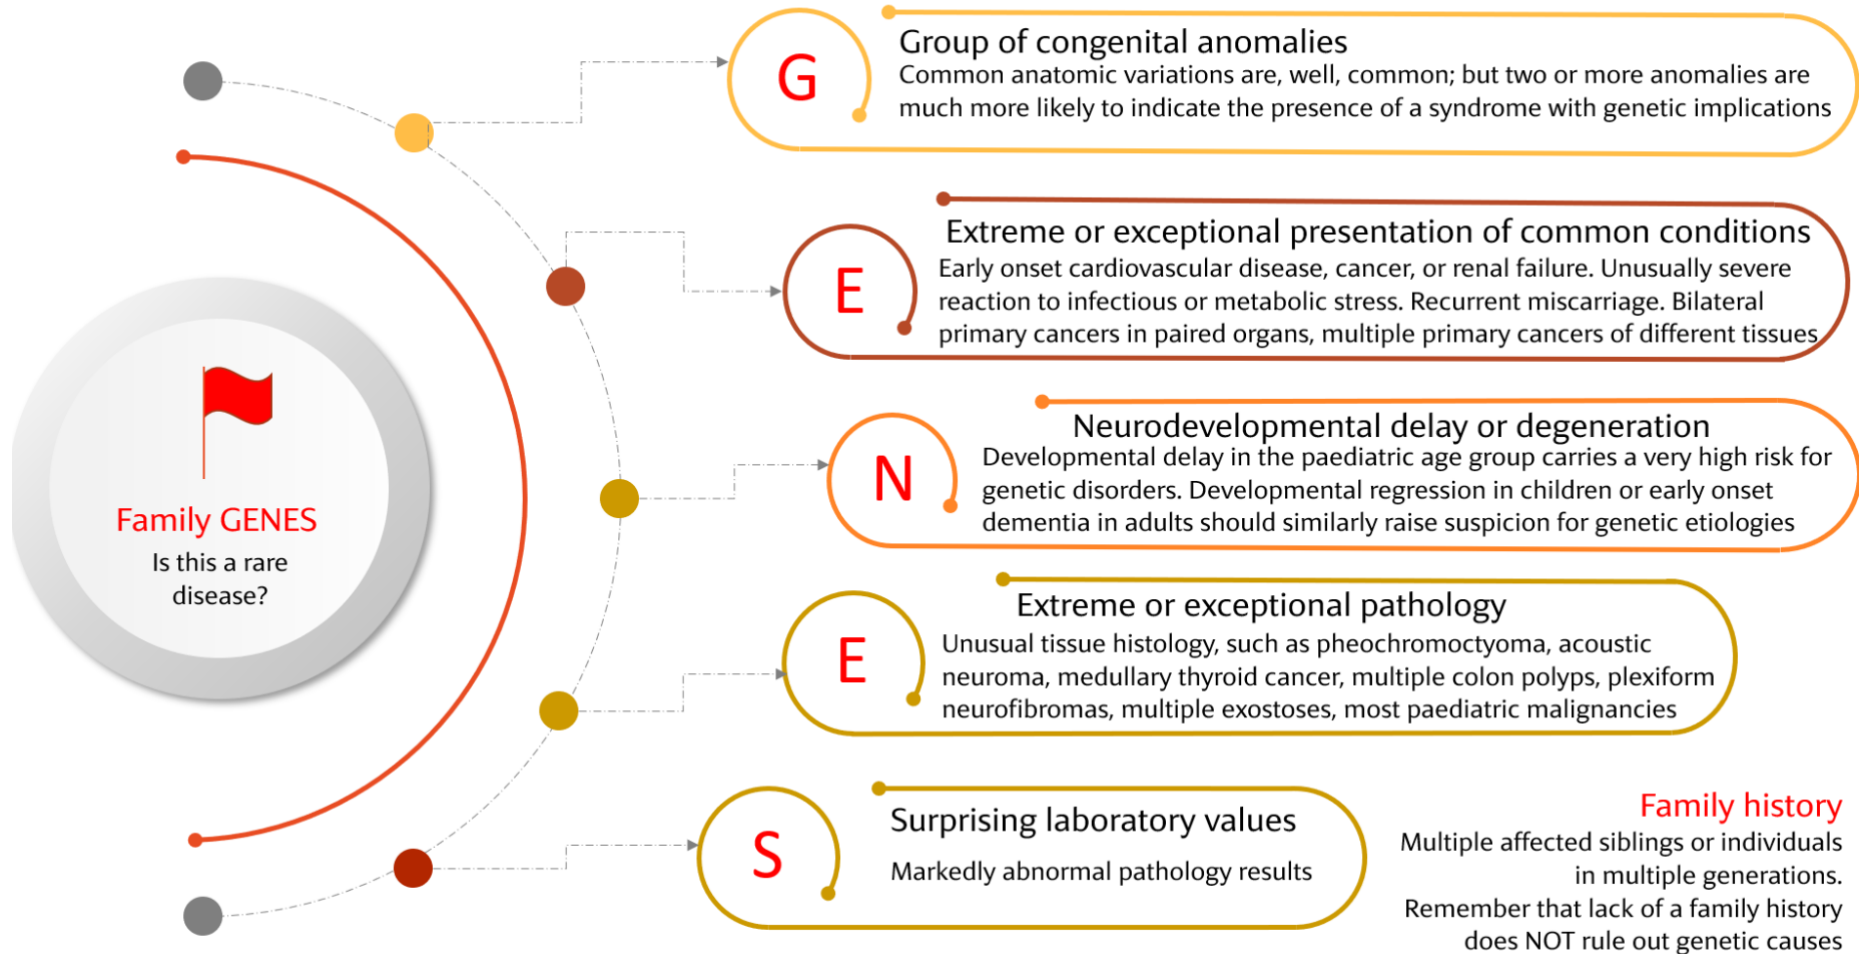 Family GENES
Is this a rare
disease?
G
Group of congenital anomalies
Common anatomic variations are, well, common; but two or more anomalies are
much more likely to indicate the presence of a syndrome with genetic implications
E
Extreme or exceptional presentation of common conditions
Early onset cardiovascular disease, cancer, or renal failure. Unusually severe
reaction to infectious or metabolic stress. Recurrent miscarriage. Bilateral
primary cancers in paired organs, multiple primary cancers of different tissues
N
Neurodevelopmental delay or degeneration
Developmental delay in the paediatric age group carries a very high risk for
genetic disorders. Developmental regression in children or early onset
dementia in adults should similarly raise suspicion for genetic etiologies
E
Extreme or exceptional pathology
Unusual tissue histology, such as pheochromoctyoma, acoustic
neuroma, medullary thyroid cancer, multiple colon polyps, plexiform
neurofibromas, multiple exostoses, most paediatric malignancies
S
Surprising laboratory values
Markedly abnormal pathology results
Family history
Multiple affected siblings or individuals
in multiple generations.
Remember that lack of a family history
does NOT rule out genetic causes